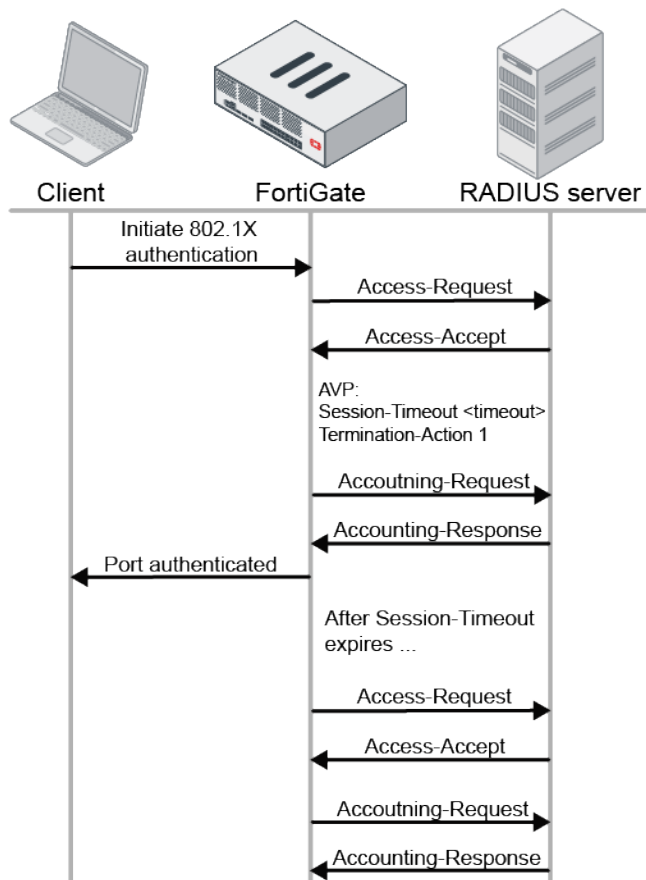 Client
FortiGate
RADIUS server
Initiate 802.1X
authentication
Access-Request
Access-Accept
AVP:
Session-Timeout <timeout>
Termination-Action 1
Accoutning-Request
Accounting-Response
Port authenticated
After Session-Timeout
expires ...
Access-Request
Access-Accept
Accoutning-Request
Accounting-Response